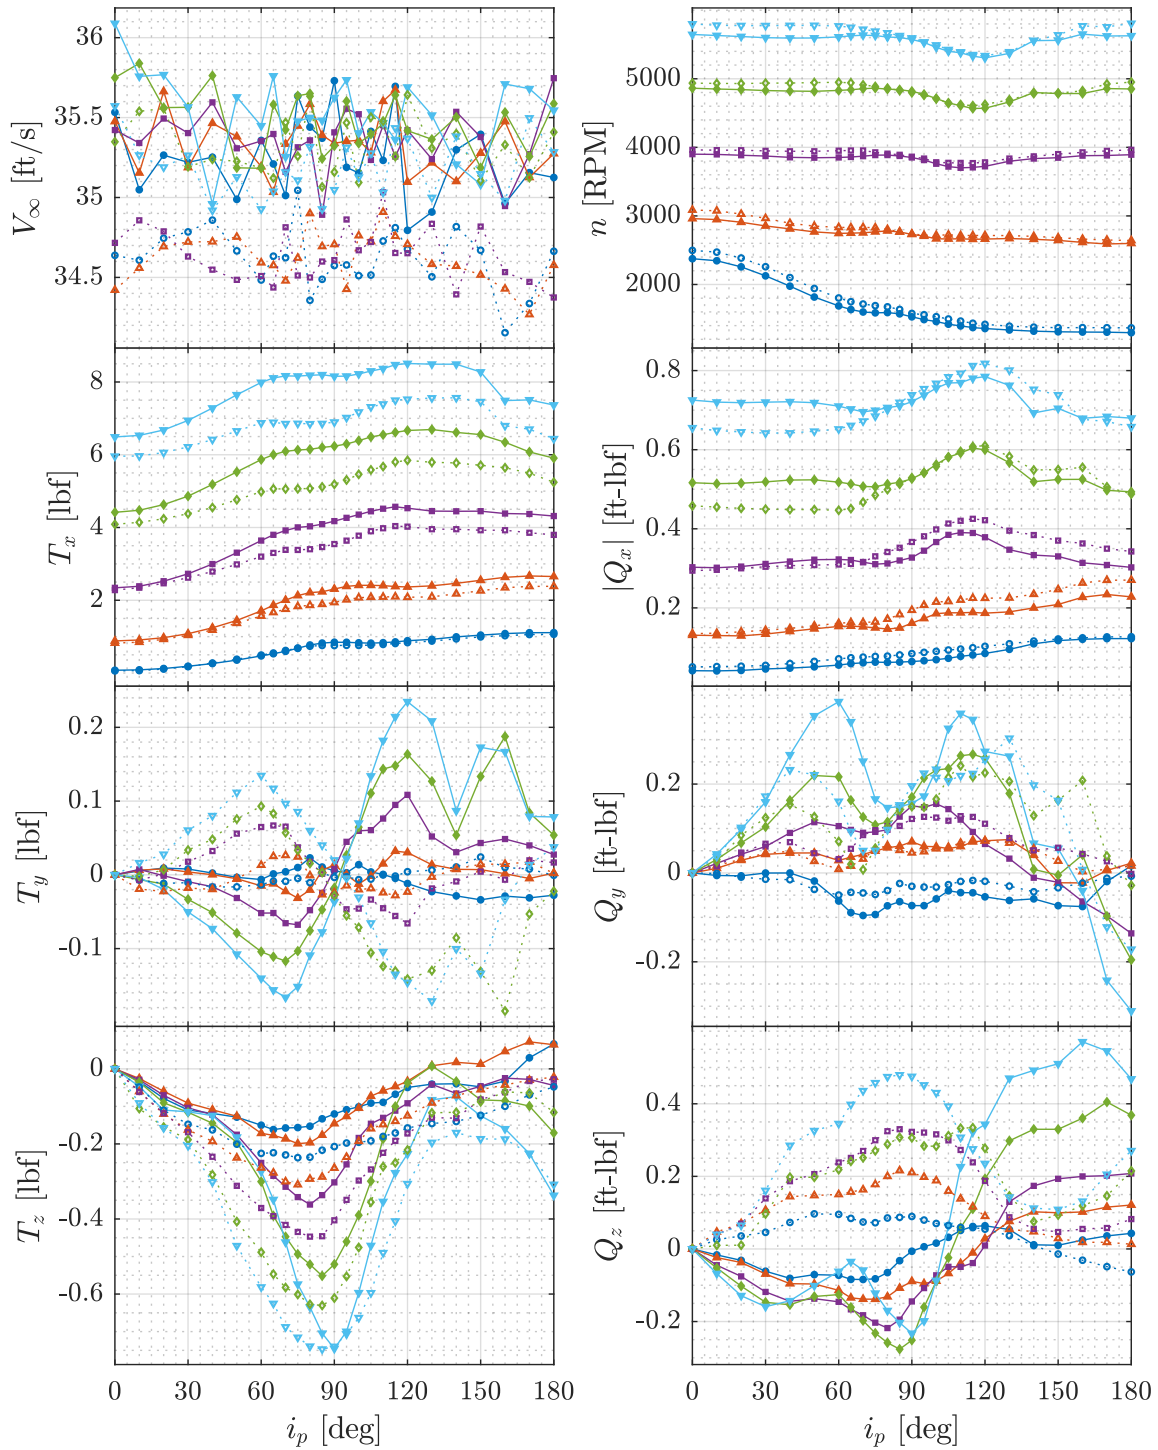 36
35.5
35
34.5
V∞ [ft/s]
5000
4000
3000
2000
n [RPM]
8
6
4
2
Tx [lbf]
0.8
0.6
0.4
0.2
|Qx| [ft-lbf]
0.2
0.1
0
-0.1
Ty [lbf]
0.2
0
-0.2
Qy [ft-lbf]
0
-0.2
-0.4
-0.6
Tz [lbf]
0.4
0.2
0
-0.2
Qz [ft-lbf]
0 30 60 90 120 150 180
ip [deg]
0 30 60 90 120 150 180
ip [deg]